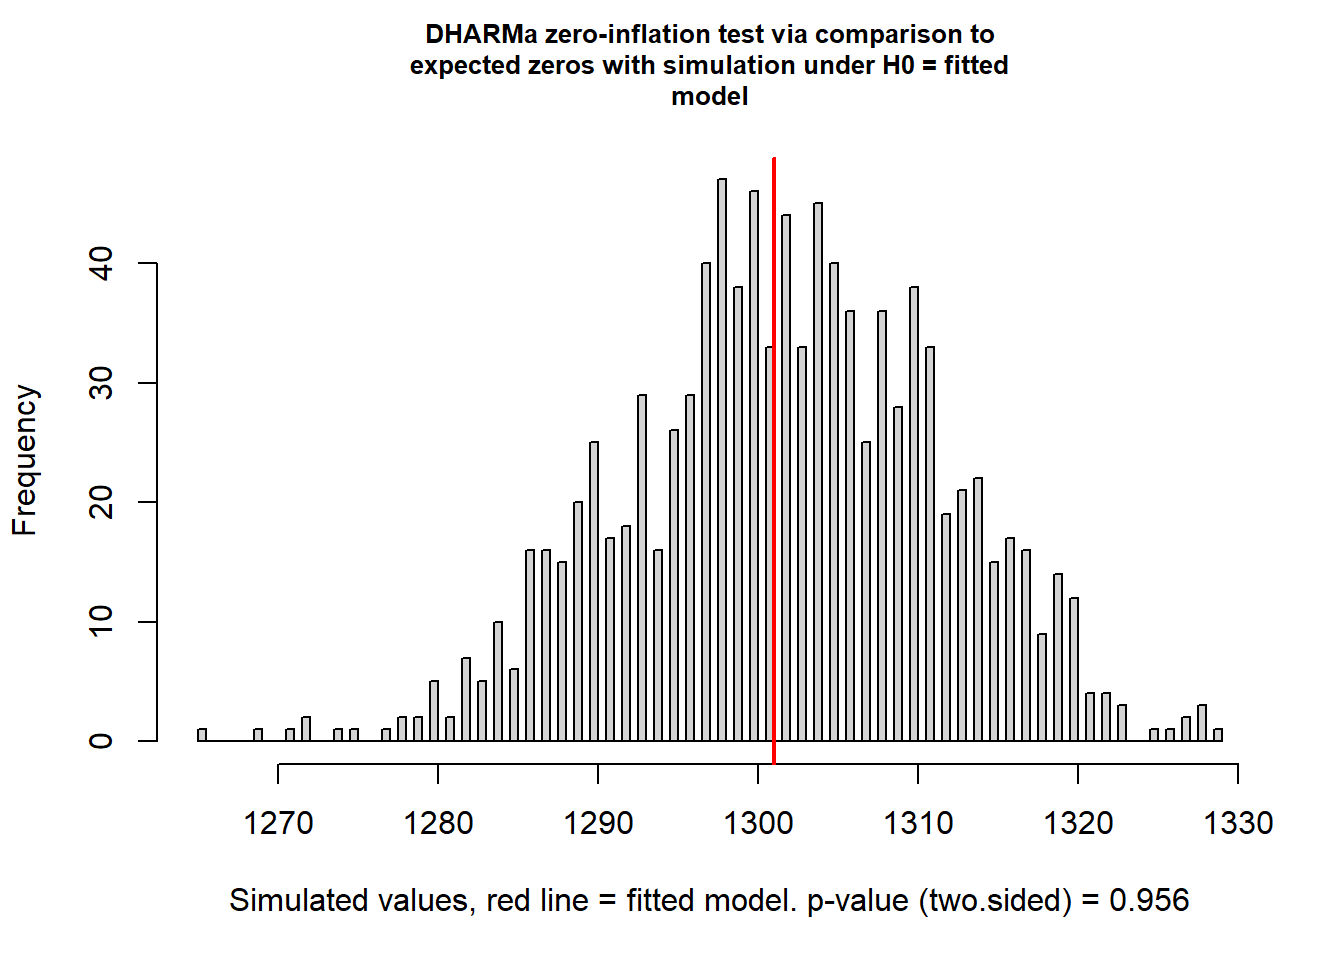 DHARMa zero-inflation test via comparison to
expected zeros with simulation under H0 = fitted
model
Frequency
40
30
20
10
0
1270 1280 1290 1300 1310 1320 1330
Simulated values, red line = fitted model. p-value (two.sided) = 0.956